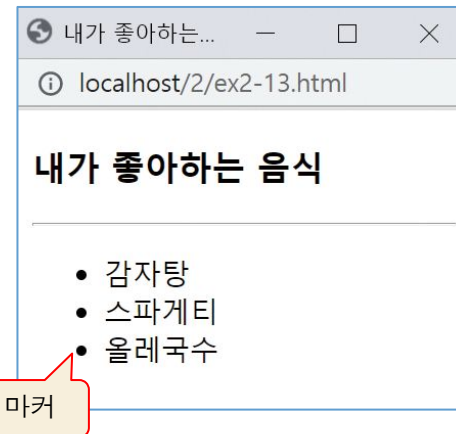 내가 좋아하는...
localhost/2/ex2-13.html
내가 좋아하는 음식
• 감자탕
• 스파게티
• 올레국수
마커